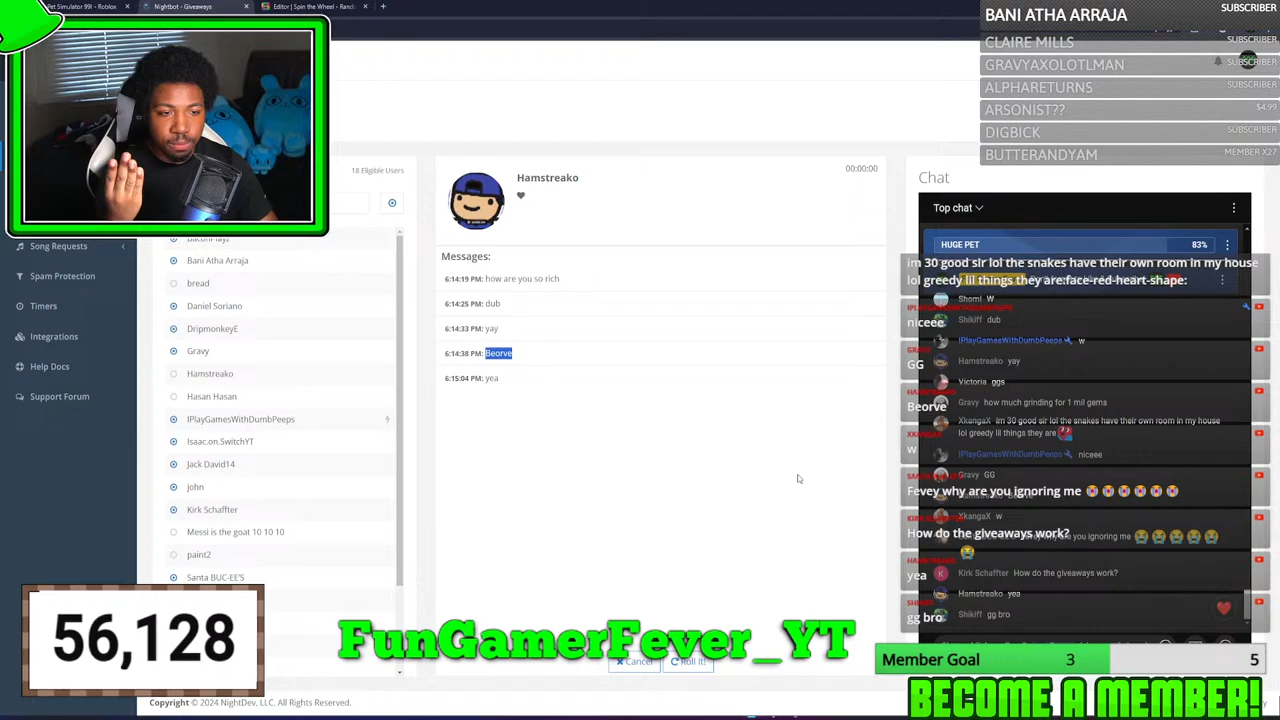 Pet Simulator 99! - Roblox
Nightbot - Giveaways
Editor | Spin the Wheel - Ran
SUBSCRIBER
BANI ATHA ARRAJA
CLAIRE MILLS
SUBSCRIBER
GRAVYAXOLOTLMAN
SUBSCRIBER
ALPHARETURNS
SUBSCRIBER
ARSONIST??
$4.99
DIGBICK
SUBSCRIBER
BUTTERANDYAM
MEMBER X27
Song Requests
Spam Protection
Timers
Integrations
Help Docs
Support Forum
18 Eligible Users
BaconPlayz
Bani Atha Arraja
bread
Daniel Soriano
DripmonkeyE
Gravy
Hamstreako
Hasan Hasan
IPlayGamesWithDumbPeeps
Isaac.on.5witchYT
Jack David14
john
Kirk Schaffter
Messi is the goat 10 10 10
paint2
Santa BUC-EE'S
Hamstreako
00:00:00
Messages:
6:14:19 PM: how are you so rich
6:14:25 PM: dub
6:14:33 PM: yay
6:14:38 PM: Beorve
6:15:04 PM: yea
Cancel
Roll It!
Chat
Top chat
HUGE PET
83%
im 30 good sir lol the snakes have their own room in my house
lol greedy lil things they are:face-red-heart-shape:
Shomi W
Shikiff dub
niceee
IPlayGamesWithDumbPeeps w
GG
Hamstreako yay
Victoria ggs
Beorve
Gravy how much grinding for 1 mil gems
XkangaX im 30 good sir lol the snakes have their own room in my house
lol greedy lil things they are
w
IPlayGamesWithDumbPeeps niceee
Gravy GG
Fevey why are you ignoring me 😭😭😭😭😭😭
XkangaX w
How do the giveaways work?
you ignoring me 😭😭😭😭
😭
yea
Kirk Schaffter How do the giveaways work?
Hamstreako yea
gg bro
Shikiff gg bro
56,128
FunGamerFever_YT
Member Goal
3
5
BECOME A MEMBER!
Copyright © 2024 NightDev, LLC. All Rights Reserved.